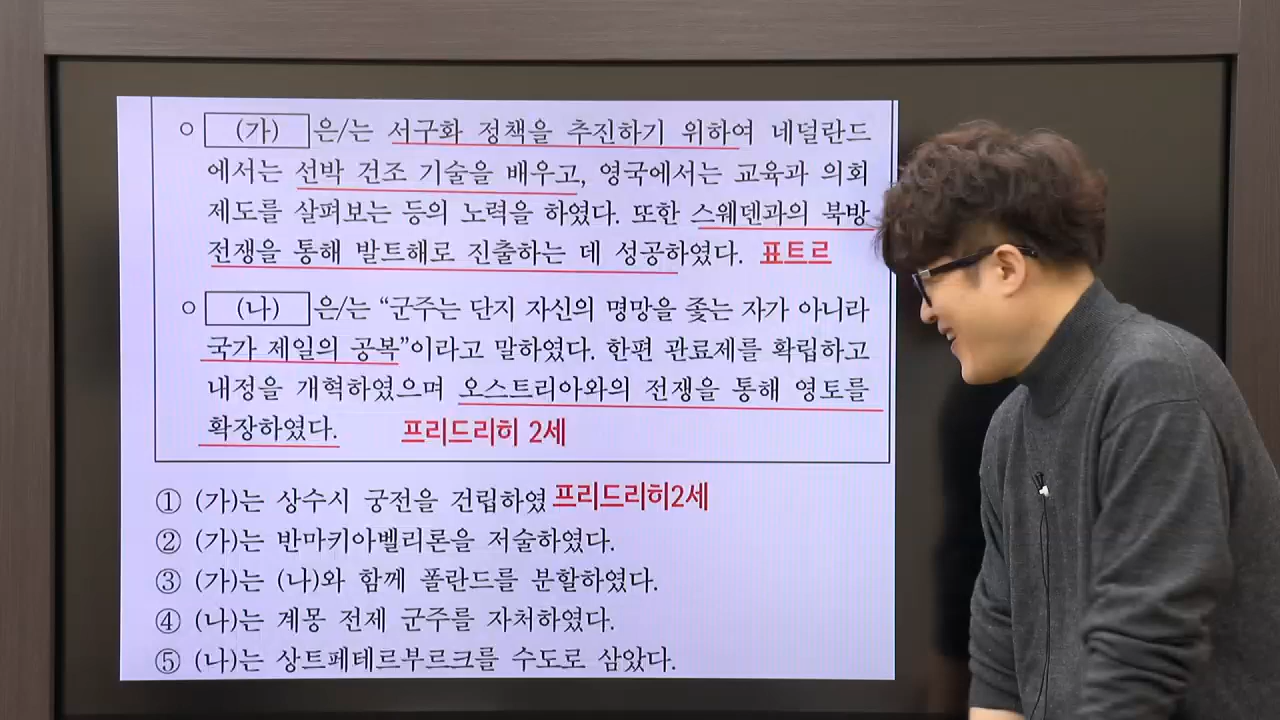 ○ (가) 은/는 서구화 정책을 추진하기 위하여 네덜란드
에서는 선박 건조 기술을 배우고, 영국에서는 교육과 의회
제도를 살펴보는 등의 노력을 하였다. 또한 스웨덴과의 북방
전쟁을 통해 발트해로 진출하는 데 성공하였다. 표트르
○ (나) 은/는 “군주는 단지 자신의 명망을 좇는 자가 아니라
국가 제일의 공복”이라고 말하였다. 한편 관료제를 확립하고
내정을 개혁하였으며 오스트리아와의 전쟁을 통해 영토를
확장하였다. 프리드리히 2세
① (가)는 상수시 궁전을 건립하였 프리드리히2세
② (가)는 반마키아벨리론을 저술하였다.
③ (가)는 (나)와 함께 폴란드를 분할하였다.
④ (나)는 계몽 전제 군주를 자처하였다.
⑤ (나)는 상트페테르부르크를 수도로 삼았다.